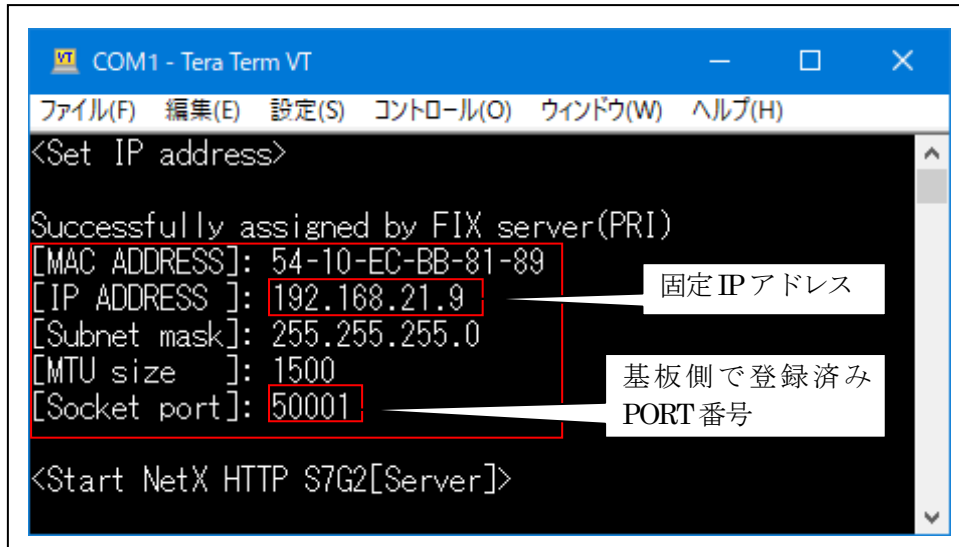 COM1 - Tera Term VT
ファイル(F) 編集(E) 設定(S) コントロール(O) ウィンドウ(W) ヘルプ(H)
<Set IP address>
Successfully assigned by FIX server(PRI)
[MAC ADDRESS]: 54-10-EC-BB-81-89
[IP ADDRESS ]: 192.168.21.9
固定IPアドレス
[Subnet mask]: 255.255.255.0
[MTU size   ]: 1500
[Socket port]: 50001
基板側で登録済み
PORT番号
<Start NetX HTTP S7G2[Server]>